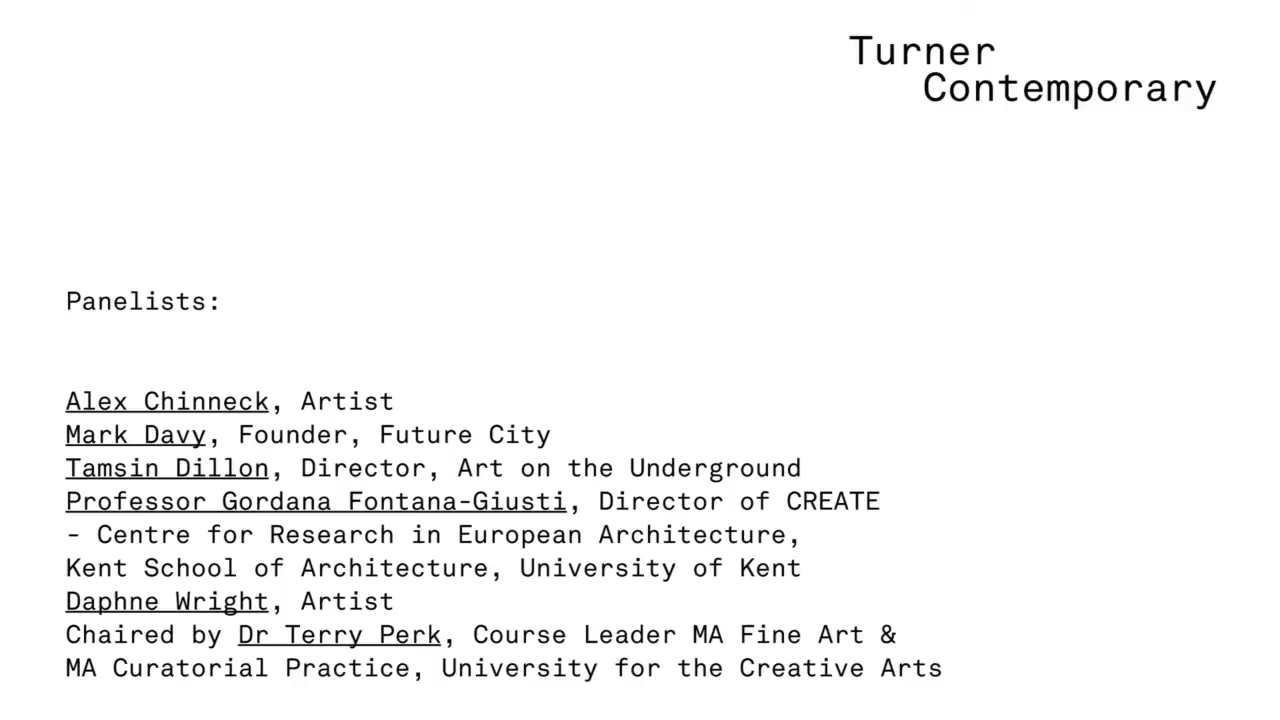 Turner
Contemporary
Panelists:
Alex Chinneck, Artist
Mark Davy, Founder, Future City
Tamsin Dillon, Director, Art on the Underground
Professor Gordana Fontana-Giusti, Director of CREATE
- Centre for Research in European Architecture,
Kent School of Architecture, University of Kent
Daphne Wright, Artist
Chaired by Dr Terry Perk, Course Leader MA Fine Art &
MA Curatorial Practice, University for the Creative Arts